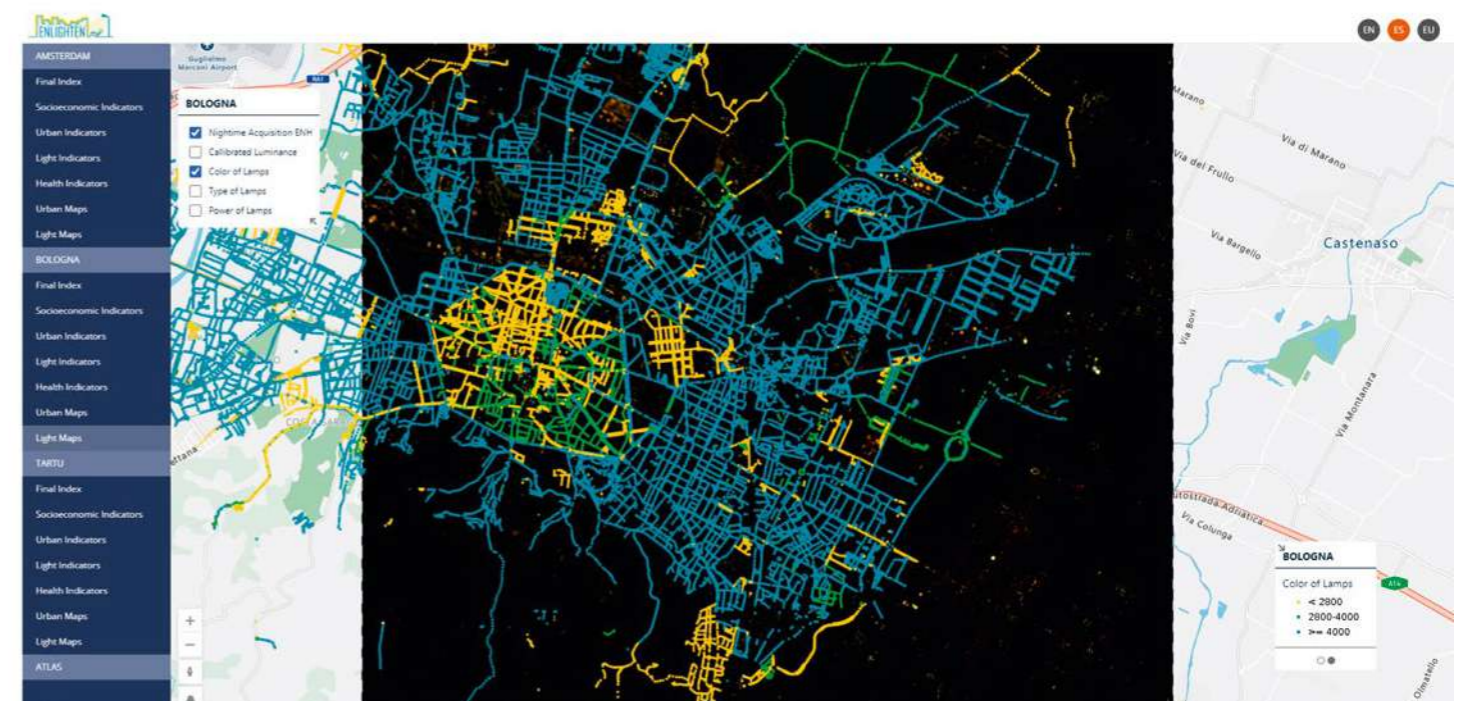 ENLIGHTEN
EN ES EU
AMSTERDAM
Final Index
Socioeconomic Indicators
Urban Indicators
Light Indicators
Health Indicators
Urban Maps
Light Maps
BOLOGNA
Final Index
Socioeconomic Indicators
Urban Indicators
Light Indicators
Health Indicators
Urban Maps
Light Maps
TARTU
Final Index
Socioeconomic Indicators
Urban Indicators
Light Indicators
Health Indicators
Urban Maps
Light Maps
ATLAS
Guglielmo
Marconi Airport
BOLOGNA
Nightime Acquisition ENH
Callibrated Luminance
Color of Lamps
Type of Lamps
Power of Lamps
ettana
Marano
Via di Marano
Via del Frullo
Via Bargello
Castenaso
Via Bovi
Via Montanara
utostrada Adriatica
Via Colunga
A14
Olmatello
BOLOGNA
Color of Lamps
< 2800
2800-4000
>= 4000